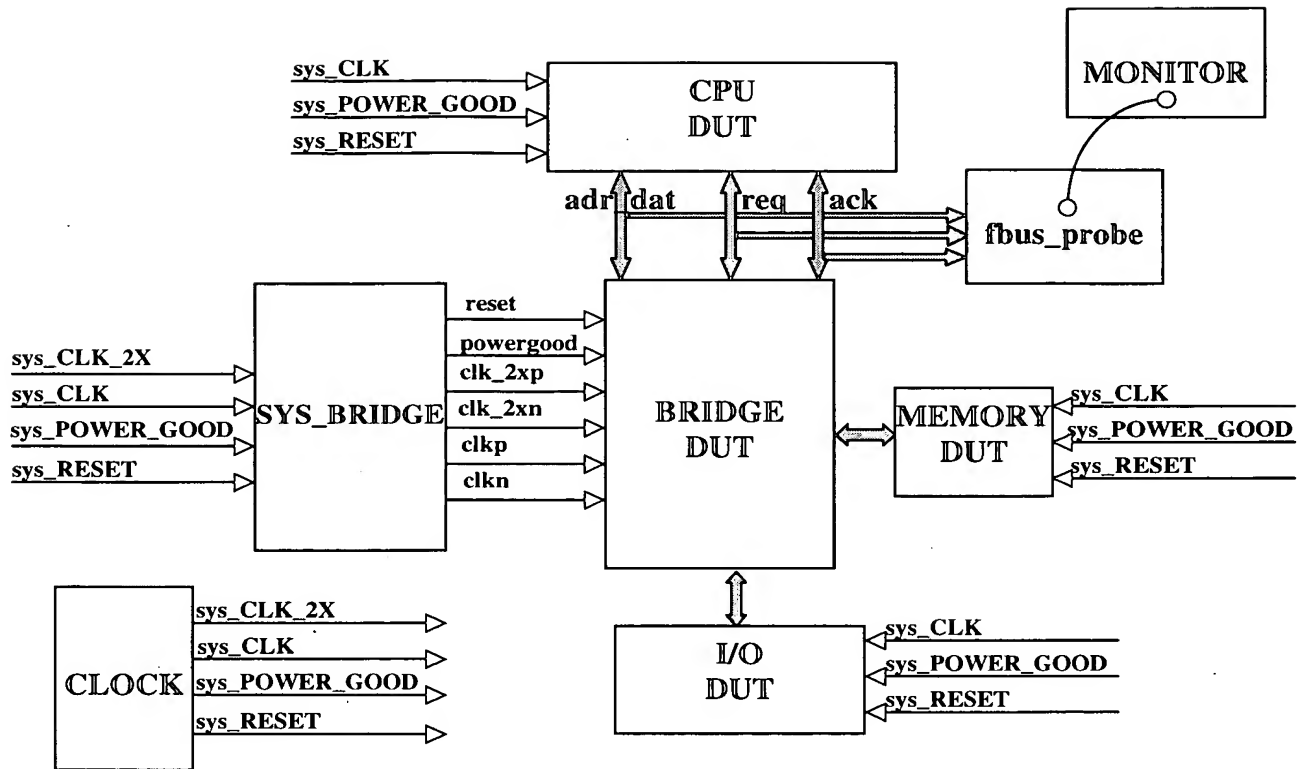 MONITOR
sys_CLK
sys_POWER_GOOD
sys_RESET
CPU
DUT
adr dat
req
ack
fbus_probe
sys_CLK_2X
sys_CLK
sys_POWER_GOOD
sys_RESET
SYS_BRIDGE
reset
powergood
clk_2xp
clk_2xn
clkp
clkn
BRIDGE
DUT
MEMORY
DUT
sys_CLK
sys_POWER_GOOD
sys_RESET
CLOCK
sys_CLK_2X
sys_CLK
sys_POWER_GOOD
sys_RESET
I/O
DUT
sys_CLK
sys_POWER_GOOD
sys_RESET